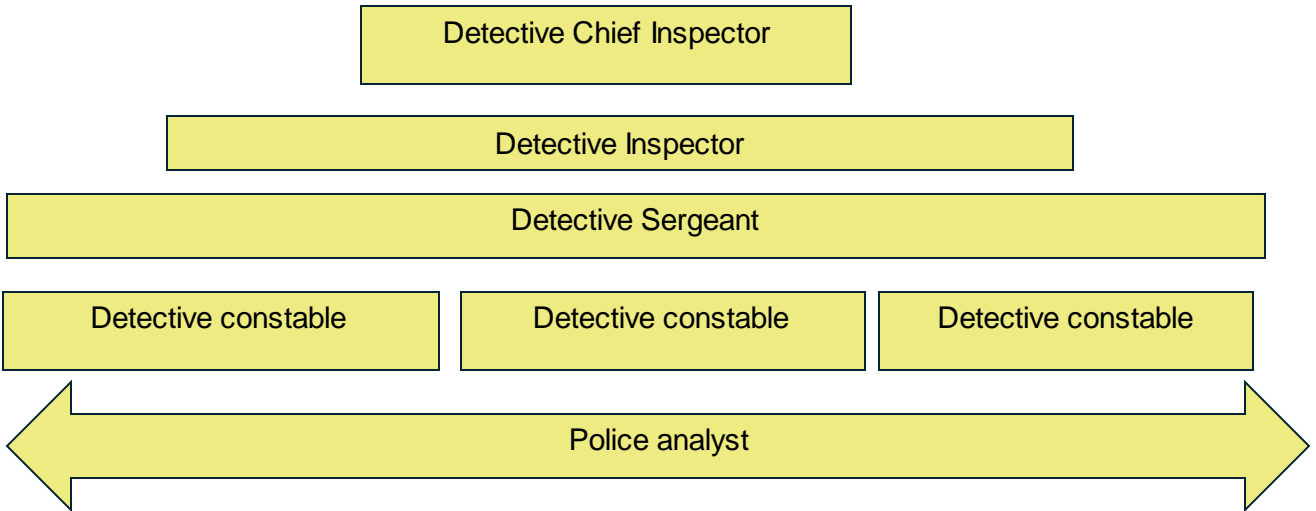 Detective Chief Inspector
Detective Inspector
Detective Sergeant
Detective constable
Detective constable
Detective constable
Police analyst